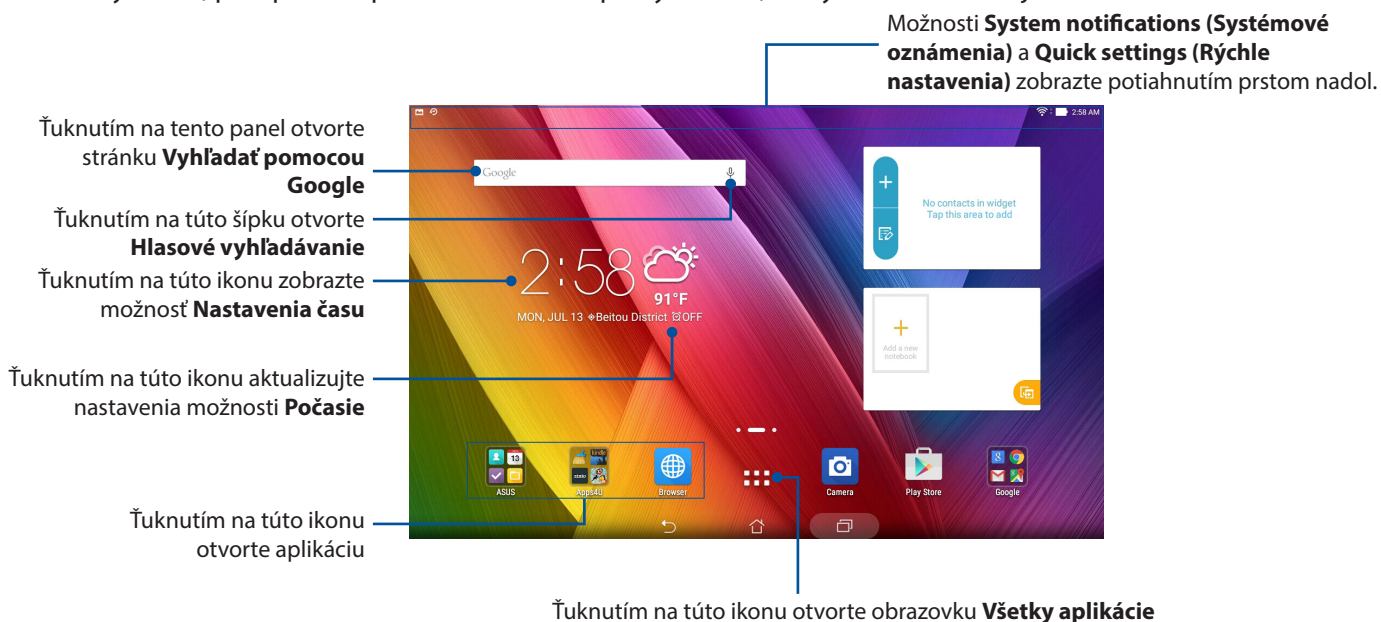 Možnosti System notifications (Systémové
oznámenia) a Quick settings (Rýchle
nastavenia) zobrazte potiahnutím prstom nadol.
Ťuknutím na tento panel otvorte
stránku Vyhľadať pomocou
Google
Ťuknutím na túto šípku otvorte
Hlasové vyhľadávanie
Ťuknutím na túto ikonu zobrazte
možnosť Nastavenia času
Ťuknutím na túto ikonu aktualizujte
nastavenia možnosti Počasie
Ťuknutím na túto ikonu
otvorte aplikáciu
2:58 AM
Google
No contacts in widget
Tap this area to add
2:58
91°F
MON, JUL 13 Beitou District OFF
Add a new
notebook
13
kindle
zinio
8
ASUS
Apps4U
Browser
Camera
Play Store
Google
Ťuknutím na túto ikonu otvorte obrazovku Všetky aplikácie